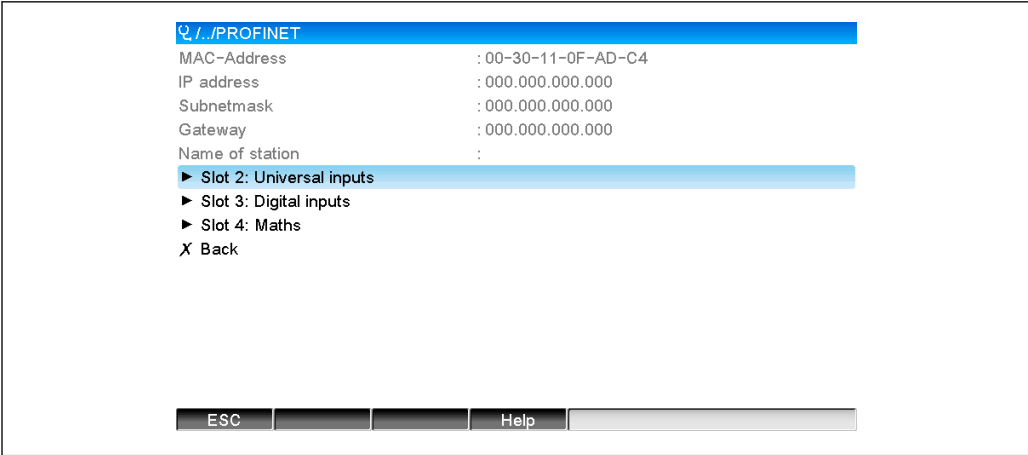 /../PROFINET
MAC-Address : 00-30-11-0F-AD-C4
IP address : 000.000.000.000
Subnetmask : 000.000.000.000
Gateway : 000.000.000.000
Name of station :
► Slot 2: Universal inputs
► Slot 3: Digital inputs
► Slot 4: Maths
X Back
ESC Help